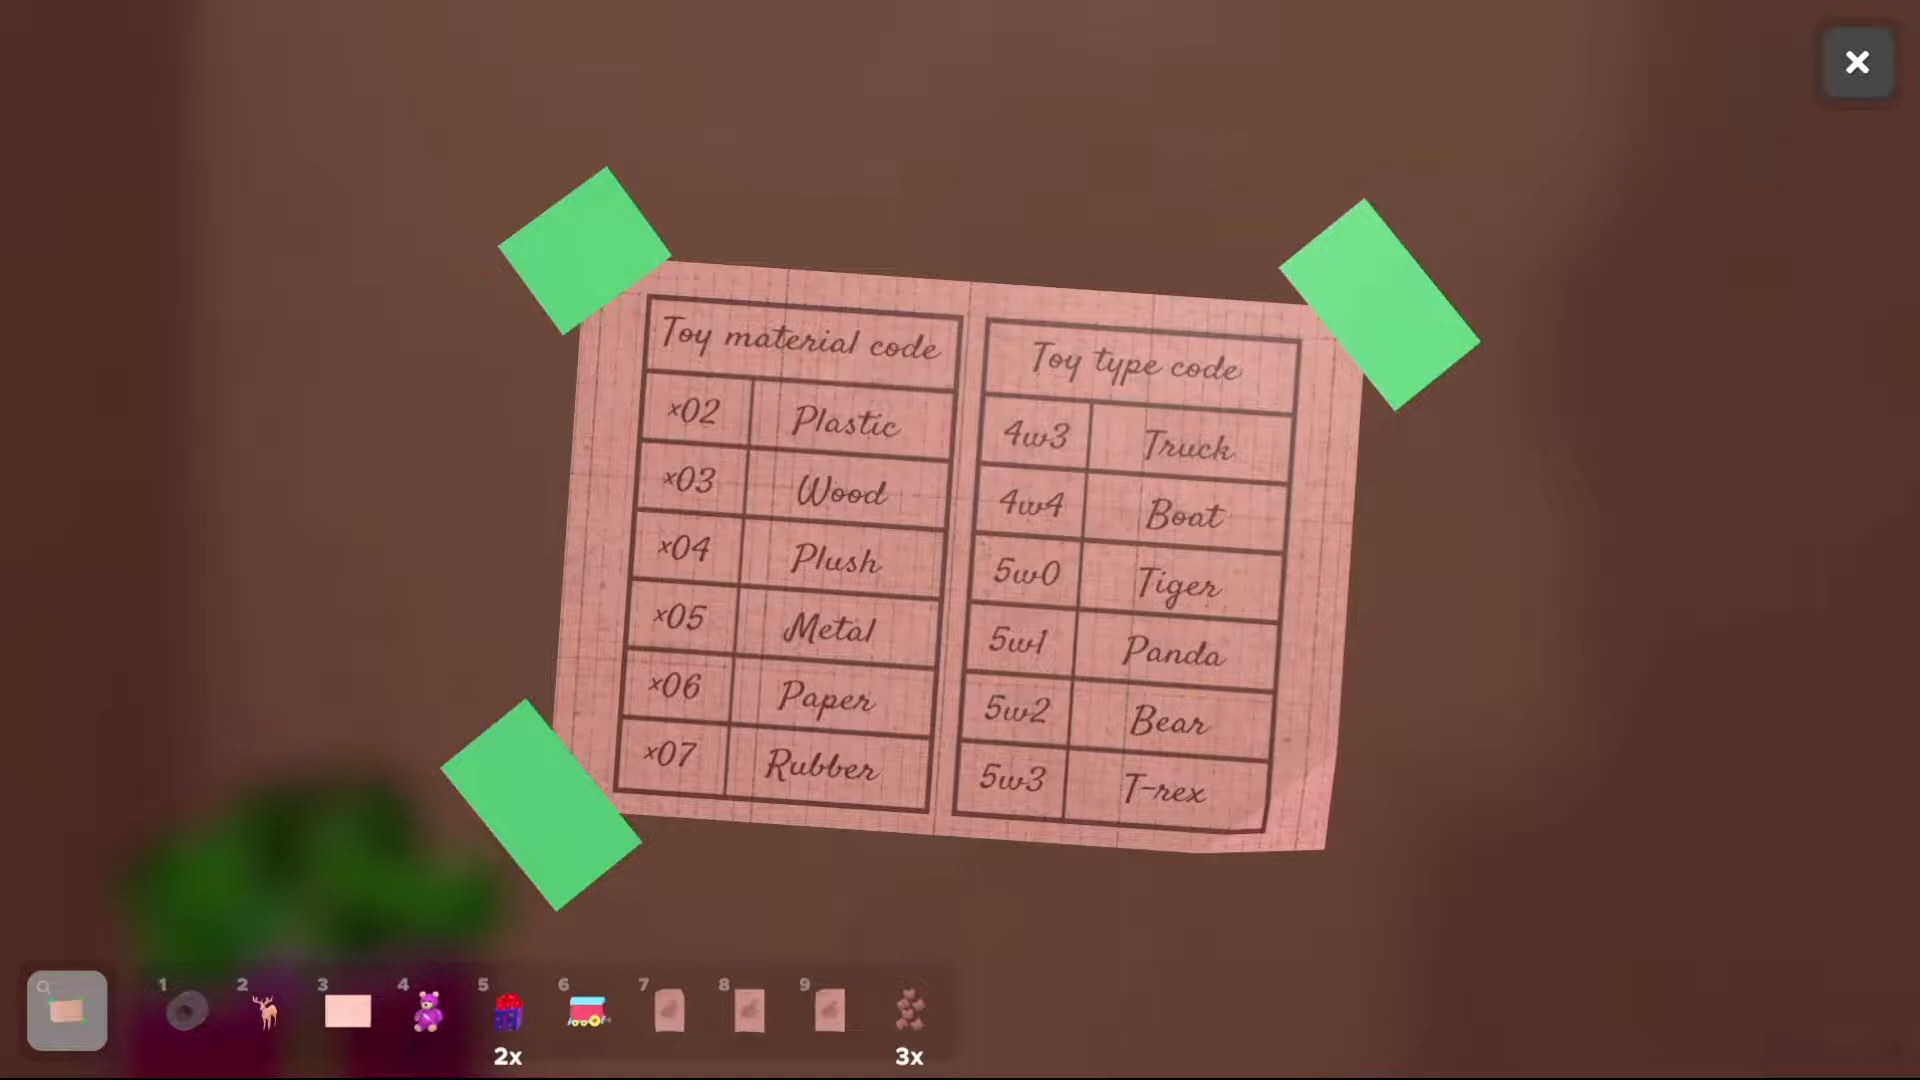 Toy material code
x02 Plastic
x03 Wood
x04 Plush
x05 Metal
x06 Paper
x07 Rubber
Toy type code
4w3 Truck
4w4 Boat
5w0 Tiger
5w1 Panda
5w2 Bear
5w3 T-rex
1 2 3 4 5 6 7 8 9
2x 3x